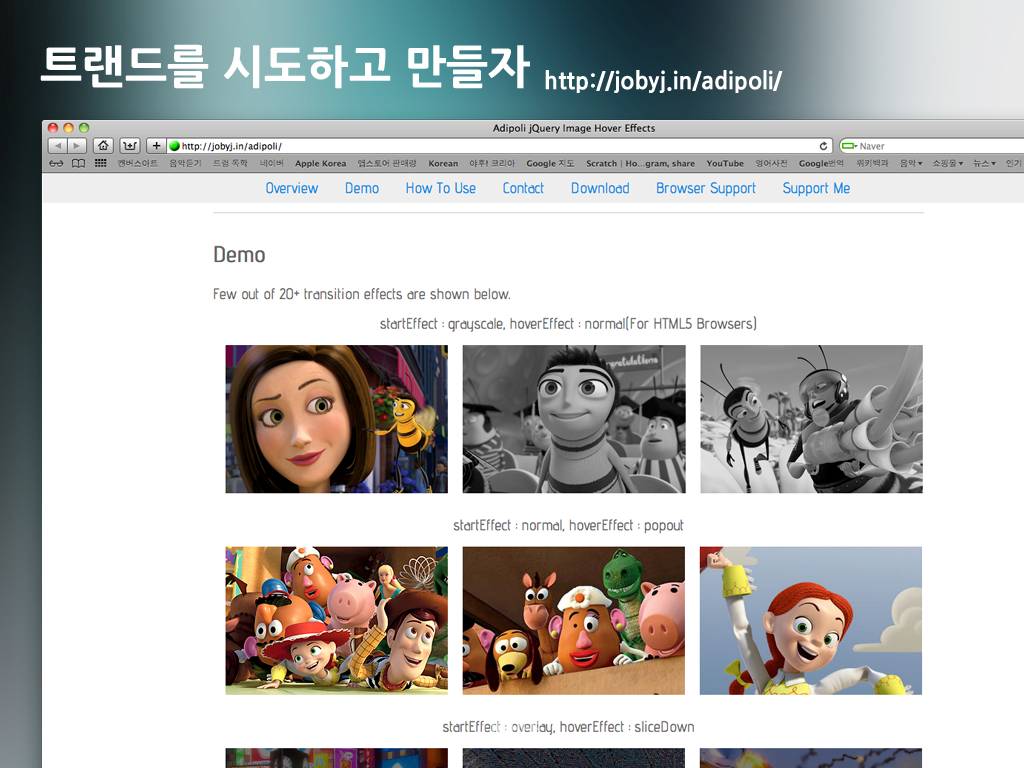 트랜드를 시도하고 만들자 http://jobyj.in/adipoli/
Adipoli jQuery Image Hover Effects
http://jobyj.in/adipoli/
Naver
캔버스아트 음악듣기 드럼 독학 네이버 Apple Korea 앱스토어 판매량 Korean 야후! 코리아 Google 지도 Scratch | Ho...gram, share YouTube 영어사전 Google번역 위키백과 음악 쇼핑몰 뉴스 인기
Overview Demo How To Use Contact Download Browser Support Support Me
Demo
Few out of 20+ transition effects are shown below.
startEffect : grayscale, hoverEffect : normal(For HTML5 Browsers)
startEffect : normal, hoverEffect : popout
startEffect : overlay, hoverEffect : sliceDown